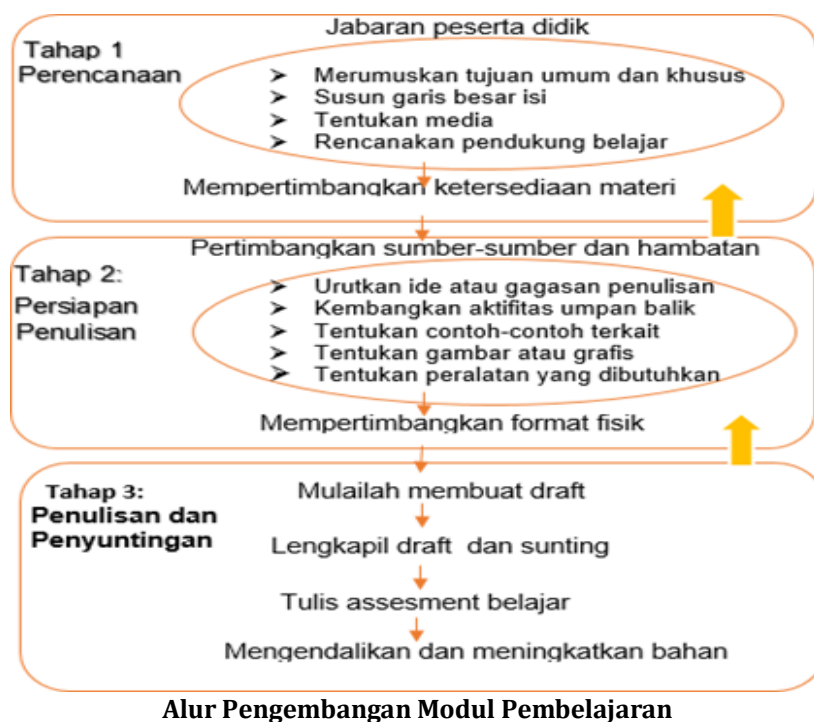 Jabaran peserta didik
Tahap 1
Perencanaan
➤ Merumuskan tujuan umum dan khusus
➤ Susun garis besar isi
➤ Tentukan media
➤ Rencanakan pendukung belajar
Mempertimbangkan ketersediaan materi
Pertimbangkan sumber-sumber dan hambatan
Tahap 2:
Persiapan
Penulisan
➤ Urutkan ide atau gagasan penulisan
➤ Kembangkan aktifitas umpan balik
➤ Tentukan contoh-contoh terkait
➤ Tentukan gambar atau grafis
➤ Tentukan peralatan yang dibutuhkan
Mempertimbangkan format fisik
Tahap 3:
Penulisan dan
Penyuntingan
Mulailah membuat draft
Lengkapil draft dan sunting
Tulis assesment belajar
Mengendalikan dan meningkatkan bahan
Alur Pengembangan Modul Pembelajaran